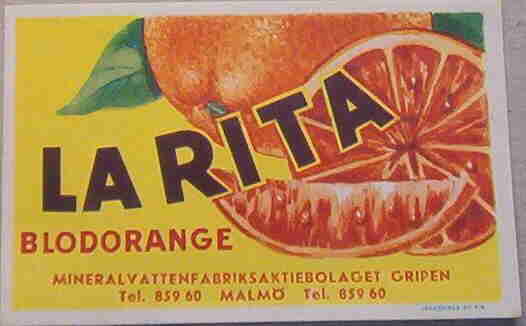 LA RITA
BLODORANGE
MINERALVATTENFABRIKSAKTIEBOLAGET GRIPEN
Tel. 859 60 MALMÖ Tel. 859 60